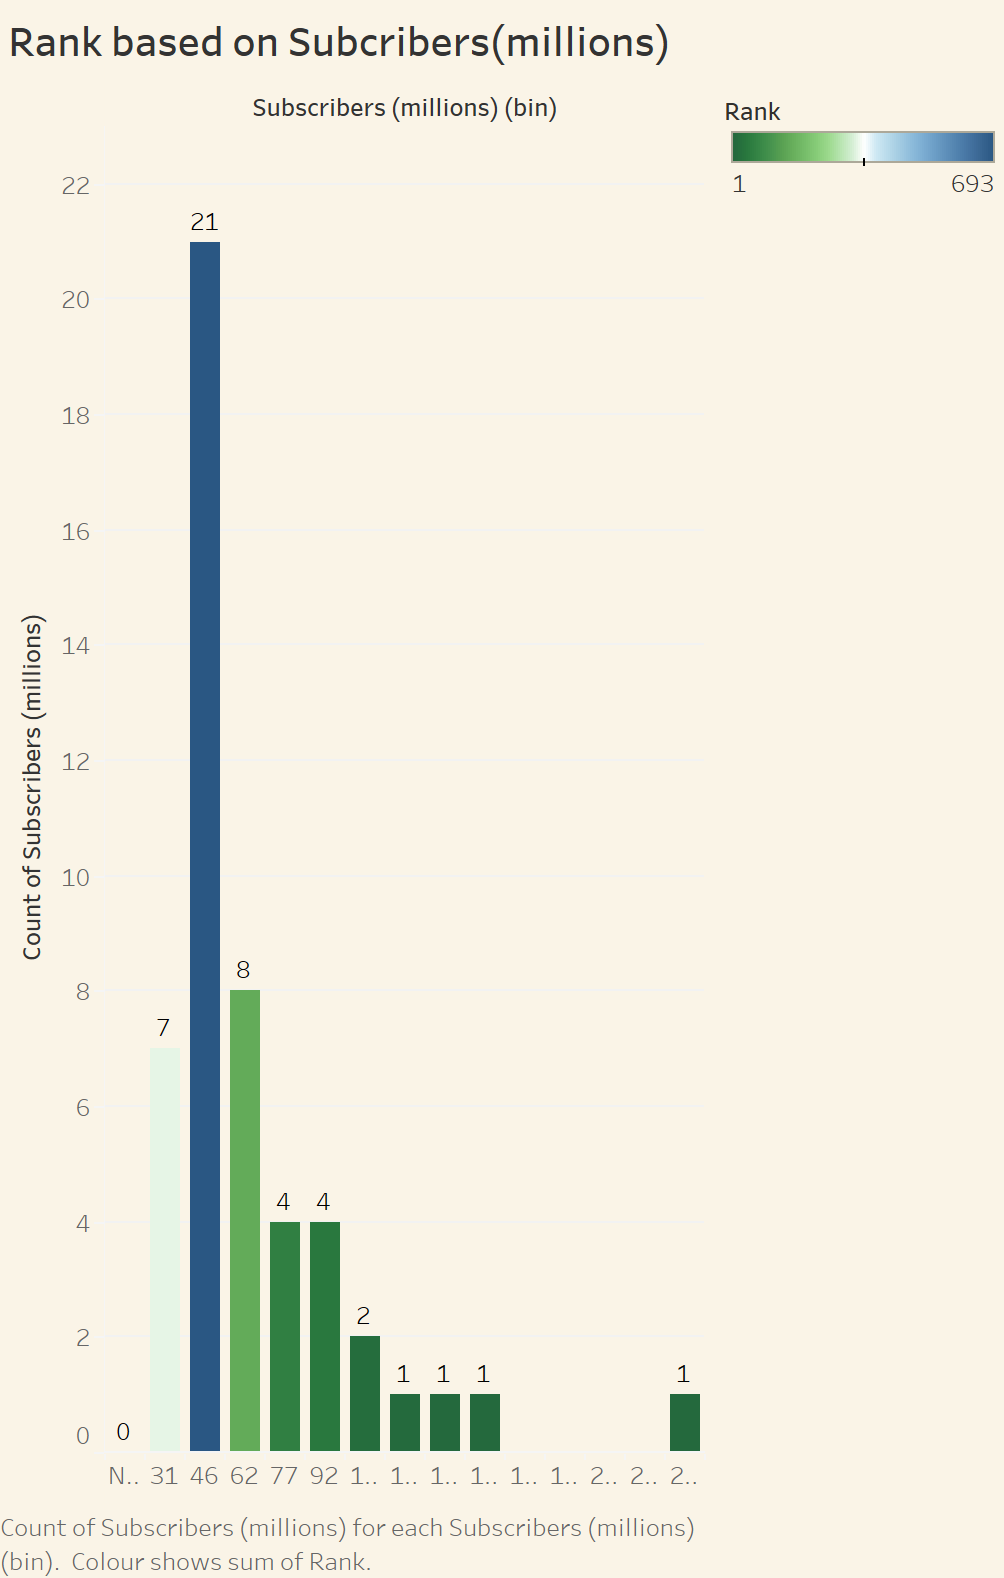 Rank based on Subcribers(millions)
Subscribers (millions) (bin)
Rank
1 693
22
21
20
18
16
14
12
10
8
8
7
6
4
4 4
2
2
1 1 1 1
0
0
Count of Subscribers (millions)
N.. 31 46 62 77 92 1.. 1.. 1.. 1.. 1.. 1.. 2.. 2.. 2..
Count of Subscribers (millions) for each Subscribers (millions)
(bin). Colour shows sum of Rank.